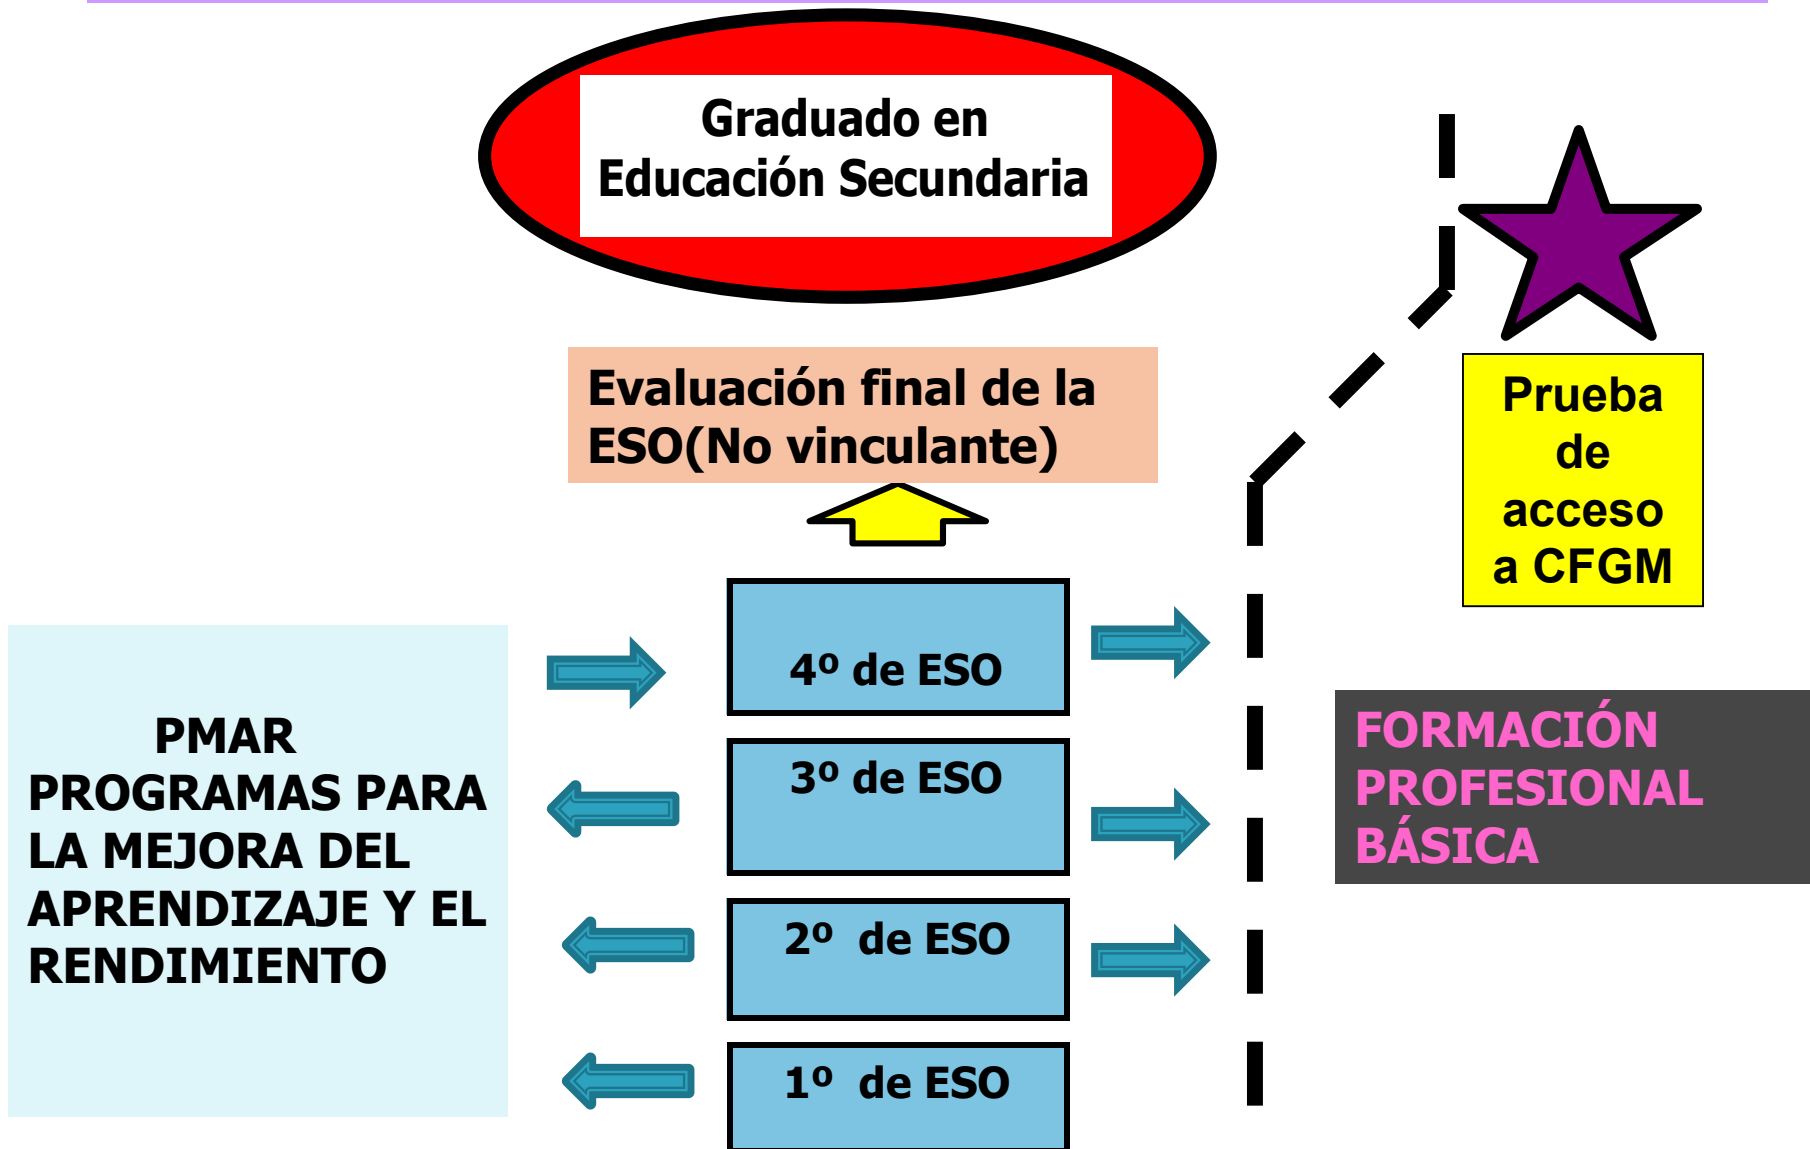 Graduado en
Educación Secundaria
Evaluación final de la
ESO(No vinculante)
Prueba
de
acceso
a CFGM
4º de ESO
3º de ESO
2º de ESO
1º de ESO
PMAR
PROGRAMAS PARA
LA MEJORA DEL
APRENDIZAJE Y EL
RENDIMIENTO
FORMACIÓN
PROFESIONAL
BÁSICA